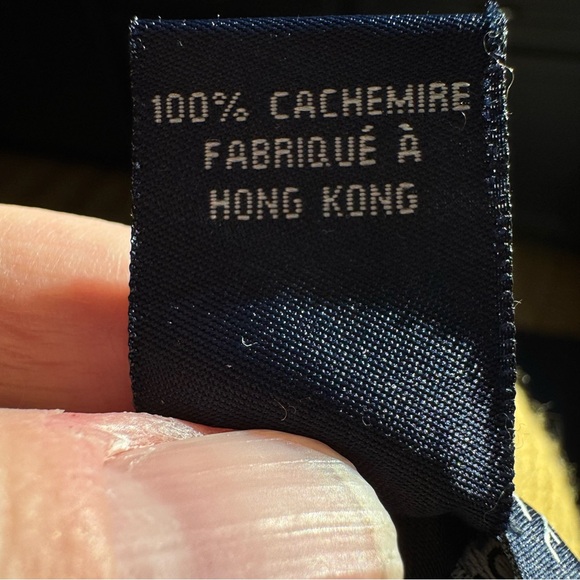 100% CACHEMIRE
FABRIQUÉ À
HONG KONG